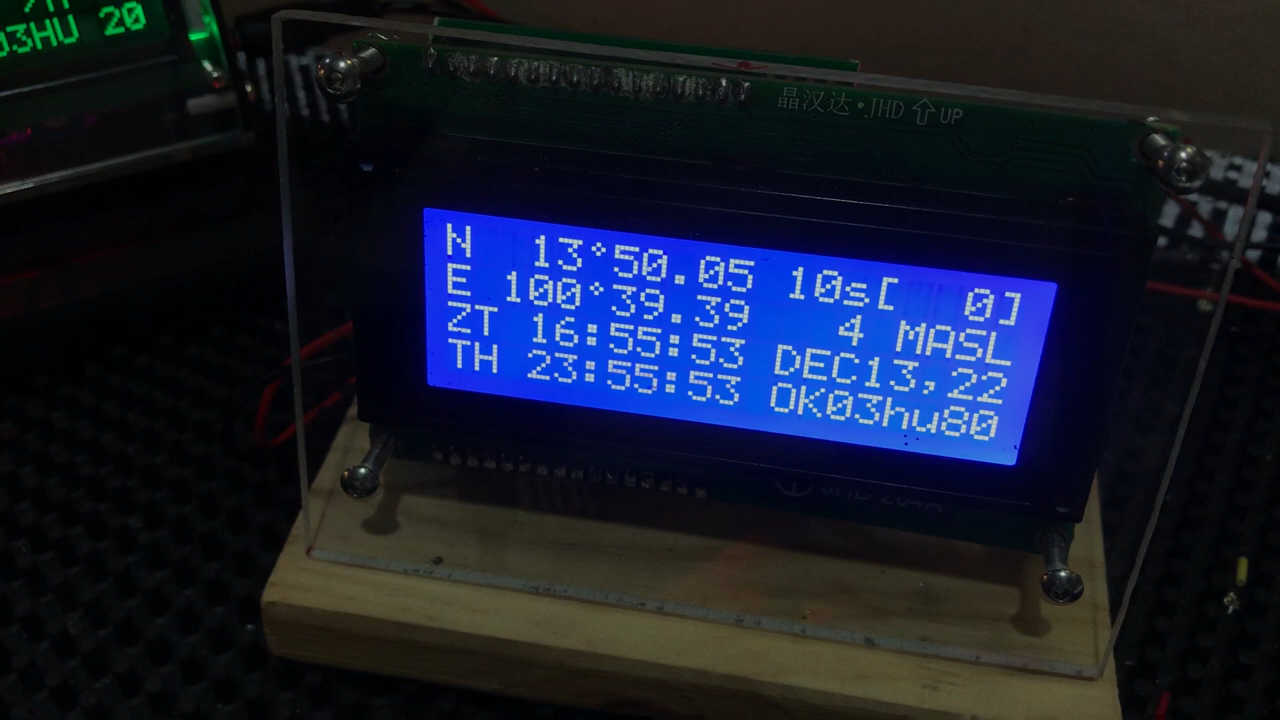 3HU 20
晶汉达·JHD ⇧ UP
N 13°50.05 10s[ 0]
E 100°39.39 4 MASL
ZT 16:55:53 DEC13,22
TH 23:55:53 OK03hu80